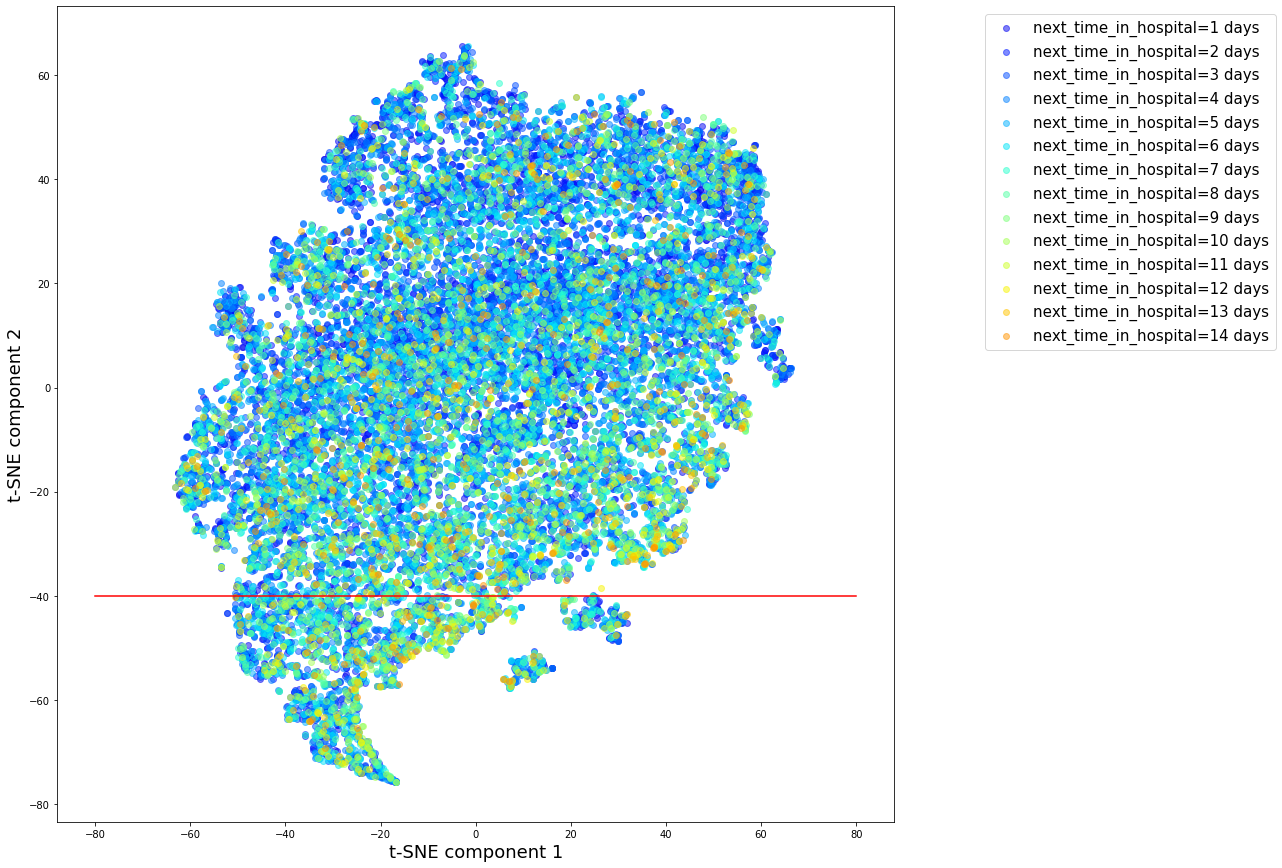 next_time_in_hospital=1 days
next_time_in_hospital=2 days
next_time_in_hospital=3 days
next_time_in_hospital=4 days
next_time_in_hospital=5 days
next_time_in_hospital=6 days
next_time_in_hospital=7 days
next_time_in_hospital=8 days
next_time_in_hospital=9 days
next_time_in_hospital=10 days
next_time_in_hospital=11 days
next_time_in_hospital=12 days
next_time_in_hospital=13 days
next_time_in_hospital=14 days
t-SNE component 2
60
40
20
0
−20
−40
−60
−80
−80
−60
−40
−20
0
20
40
60
80
t-SNE component 1